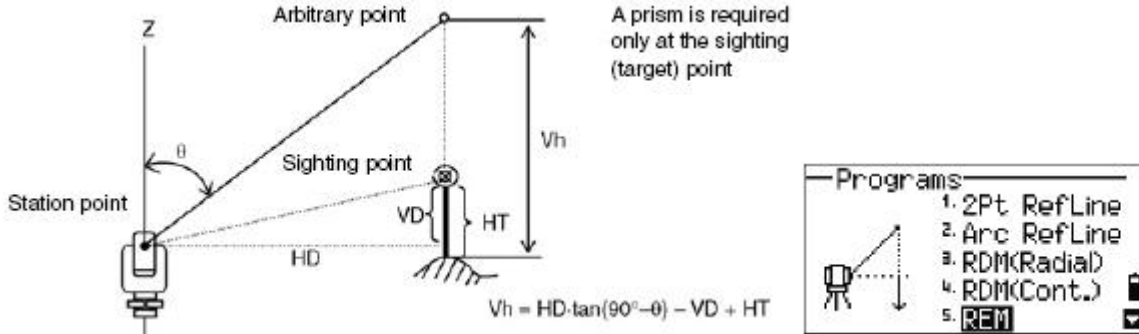 Arbitrary point
A prism is required
only at the sighting
(target) point
Z
θ
Vh
Sighting point
Station point
VD
HT
HD
Vh = HD·tan(90°–θ) – VD + HT
Programs
1. 2Pt RefLine
2. Arc RefLine
3. RDM(Radial)
4. RDM(Cont.)
5. REM